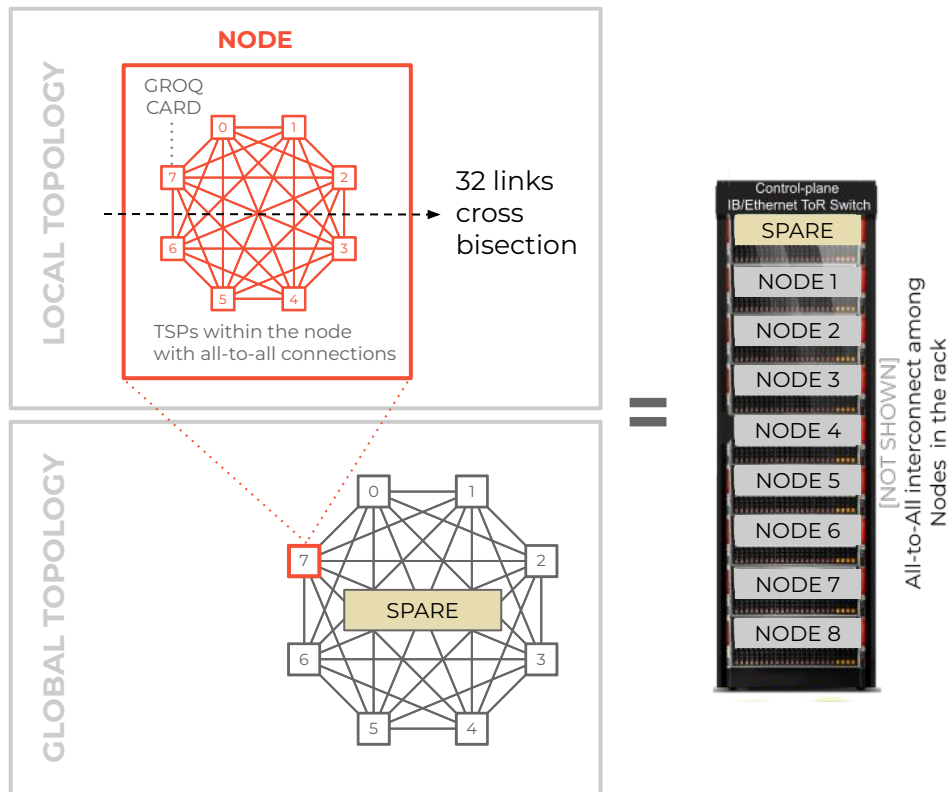 LOCAL TOPOLOGY
NODE
GROQ
CARD
0
1
7
2
6
3
5
4
32 links
cross
bisection
TSPs within the node
with all-to-all connections
GLOBAL TOPOLOGY
0
1
7
2
SPARE
6
3
5
4
=
Control-plane
IB/Ethernet ToR Switch
SPARE
NODE 1
NODE 2
NODE 3
NODE 4
NODE 5
NODE 6
NODE 7
NODE 8
[NOT SHOWN]
All-to-All interconnect among
Nodes in the rack